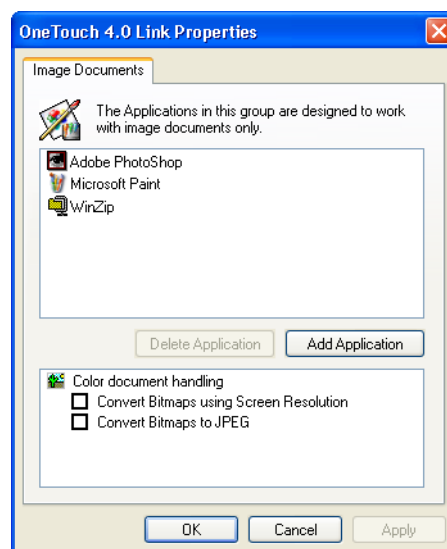 OneTouch 4.0 Link Properties
Image Documents
The Applications in this group are designed to work
with image documents only.
Adobe PhotoShop
Microsoft Paint
WinZip
Delete Application
Add Application
Color document handling
Convert Bitmaps using Screen Resolution
Convert Bitmaps to JPEG
OK
Cancel
Apply